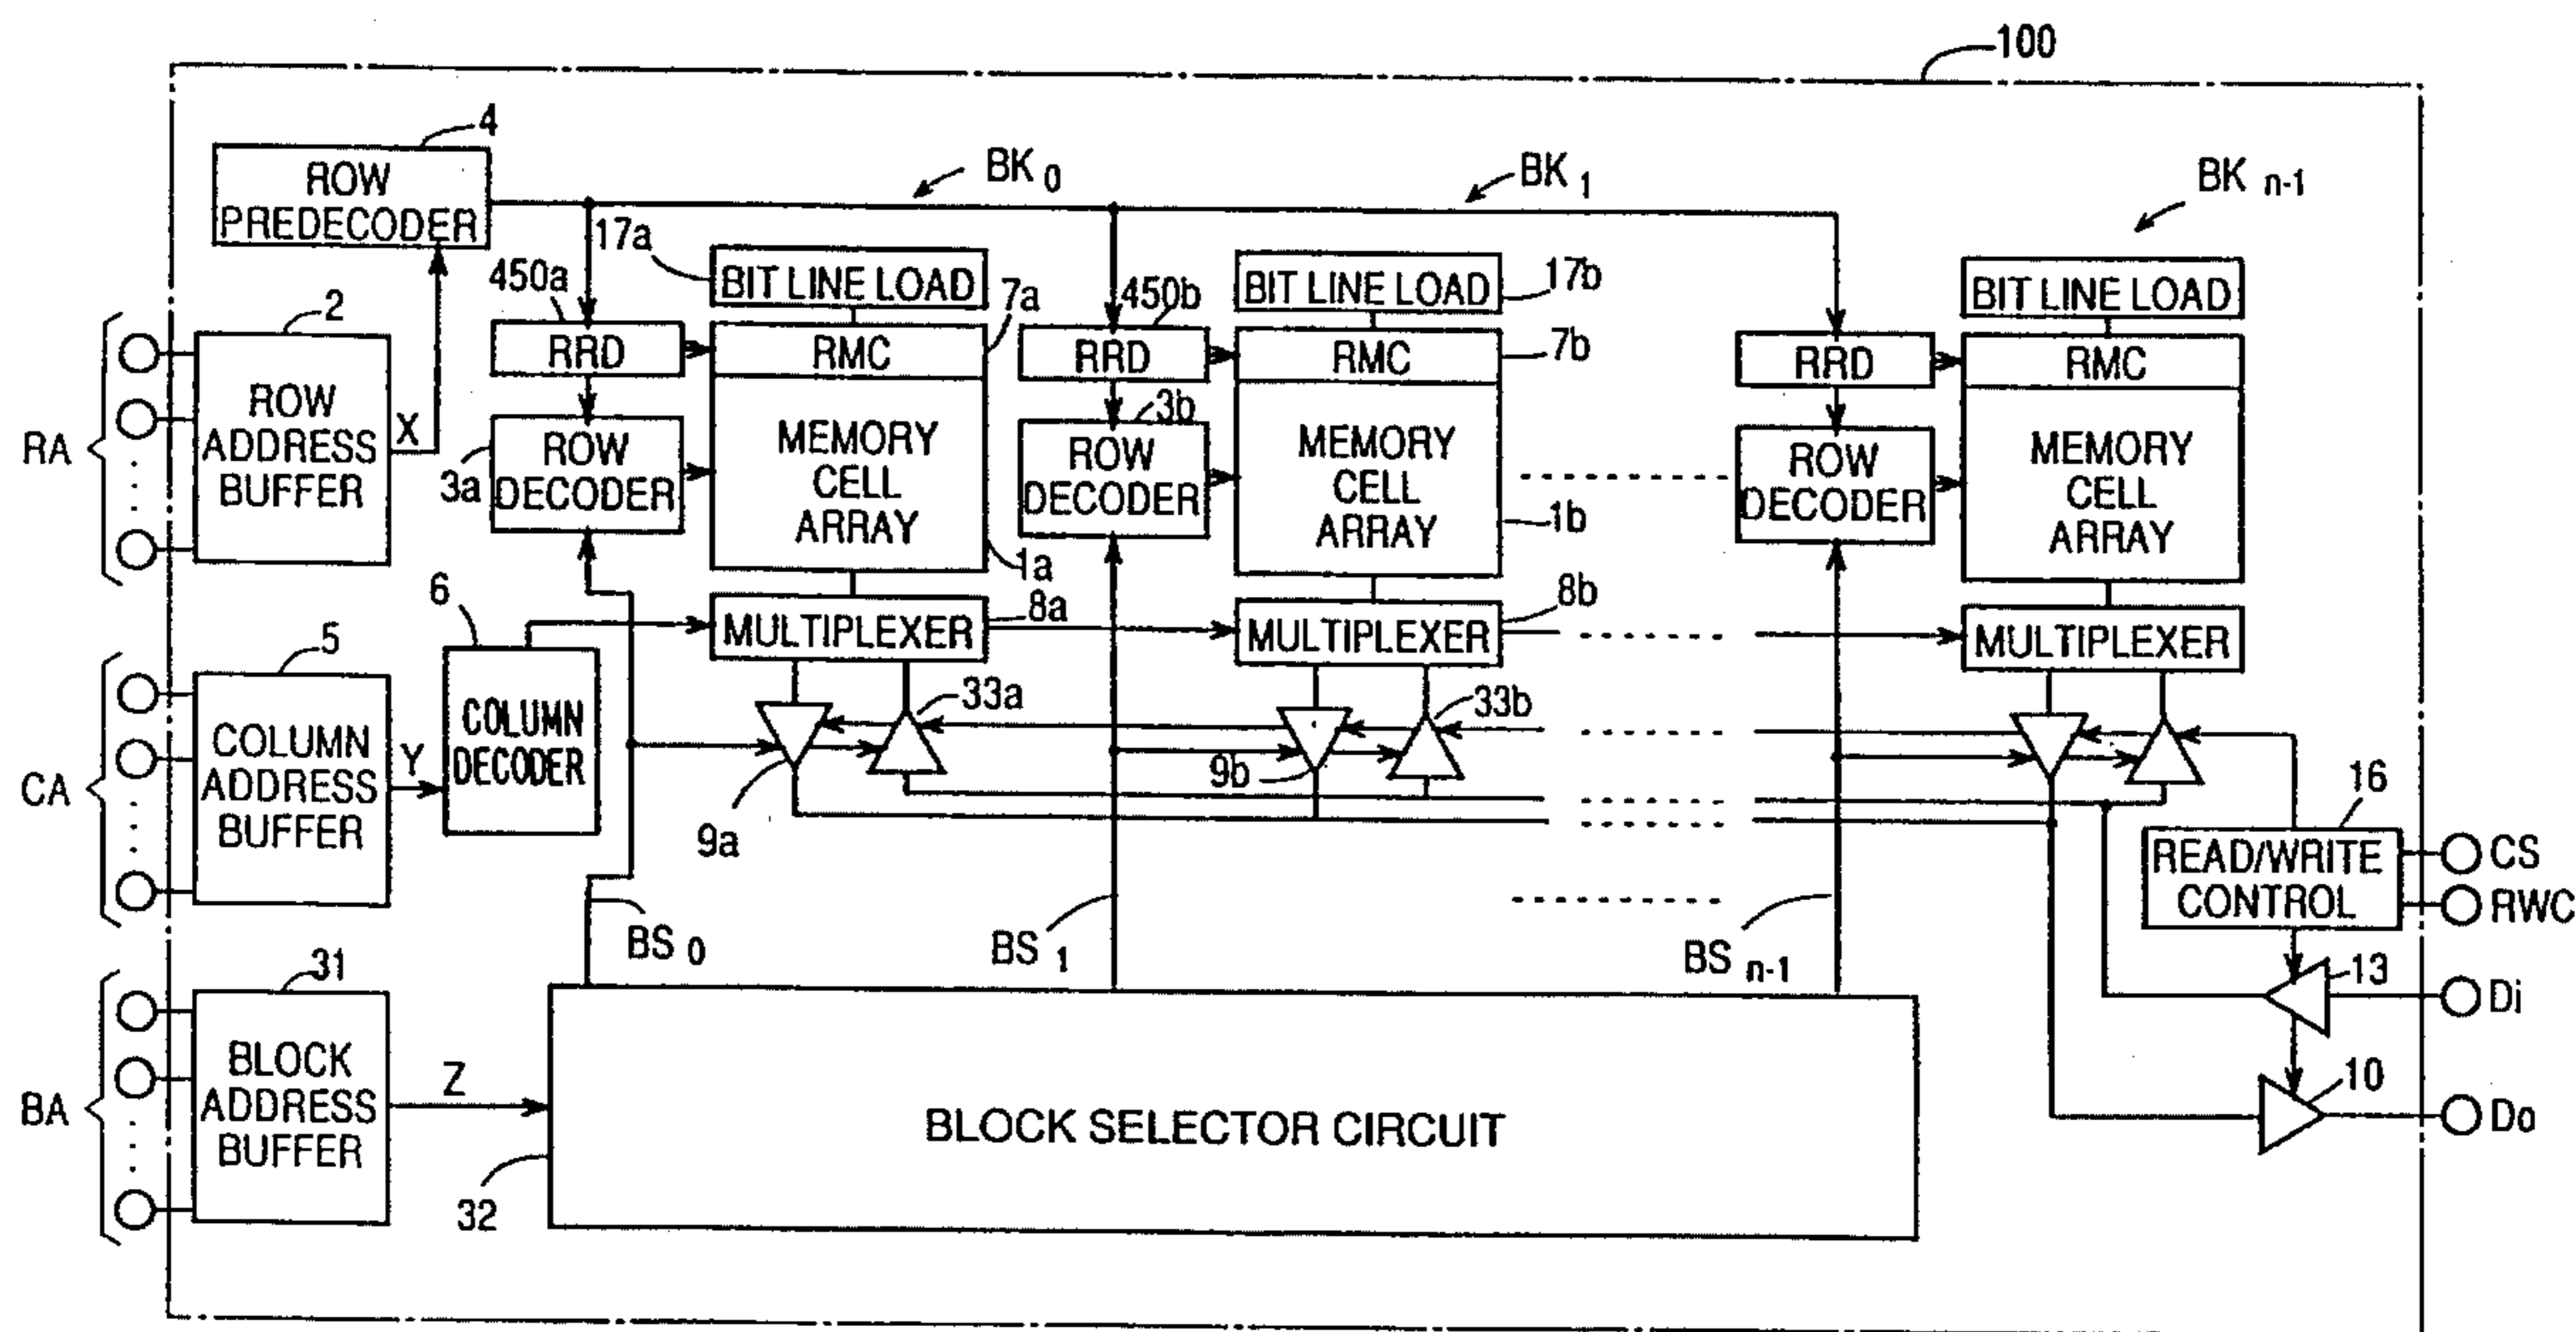 100
4
ROW
PREDECODER
BK 0
BK 1
BK n-1
17a
BIT LINE LOAD
17b
BIT LINE LOAD
BIT LINE LOAD
450a
RRD
7a
RMC
450b
RRD
7b
RMC
RRD
RMC
RA
2
ROW
ADDRESS
BUFFER
X
3a
ROW
DECODER
MEMORY
CELL
ARRAY
1a
3b
ROW
DECODER
MEMORY
CELL
ARRAY
1b
ROW
DECODER
MEMORY
CELL
ARRAY
6
8a
MULTIPLEXER
8b
MULTIPLEXER
MULTIPLEXER
CA
5
COLUMN
ADDRESS
BUFFER
Y
COLUMN
DECODER
33a
33b
9a
9b
16
READ/WRITE
CONTROL
CS
RWC
BS 0
BS 1
BS n-1
13
Di
BA
31
BLOCK
ADDRESS
BUFFER
Z
32
BLOCK SELECTOR CIRCUIT
10
Do